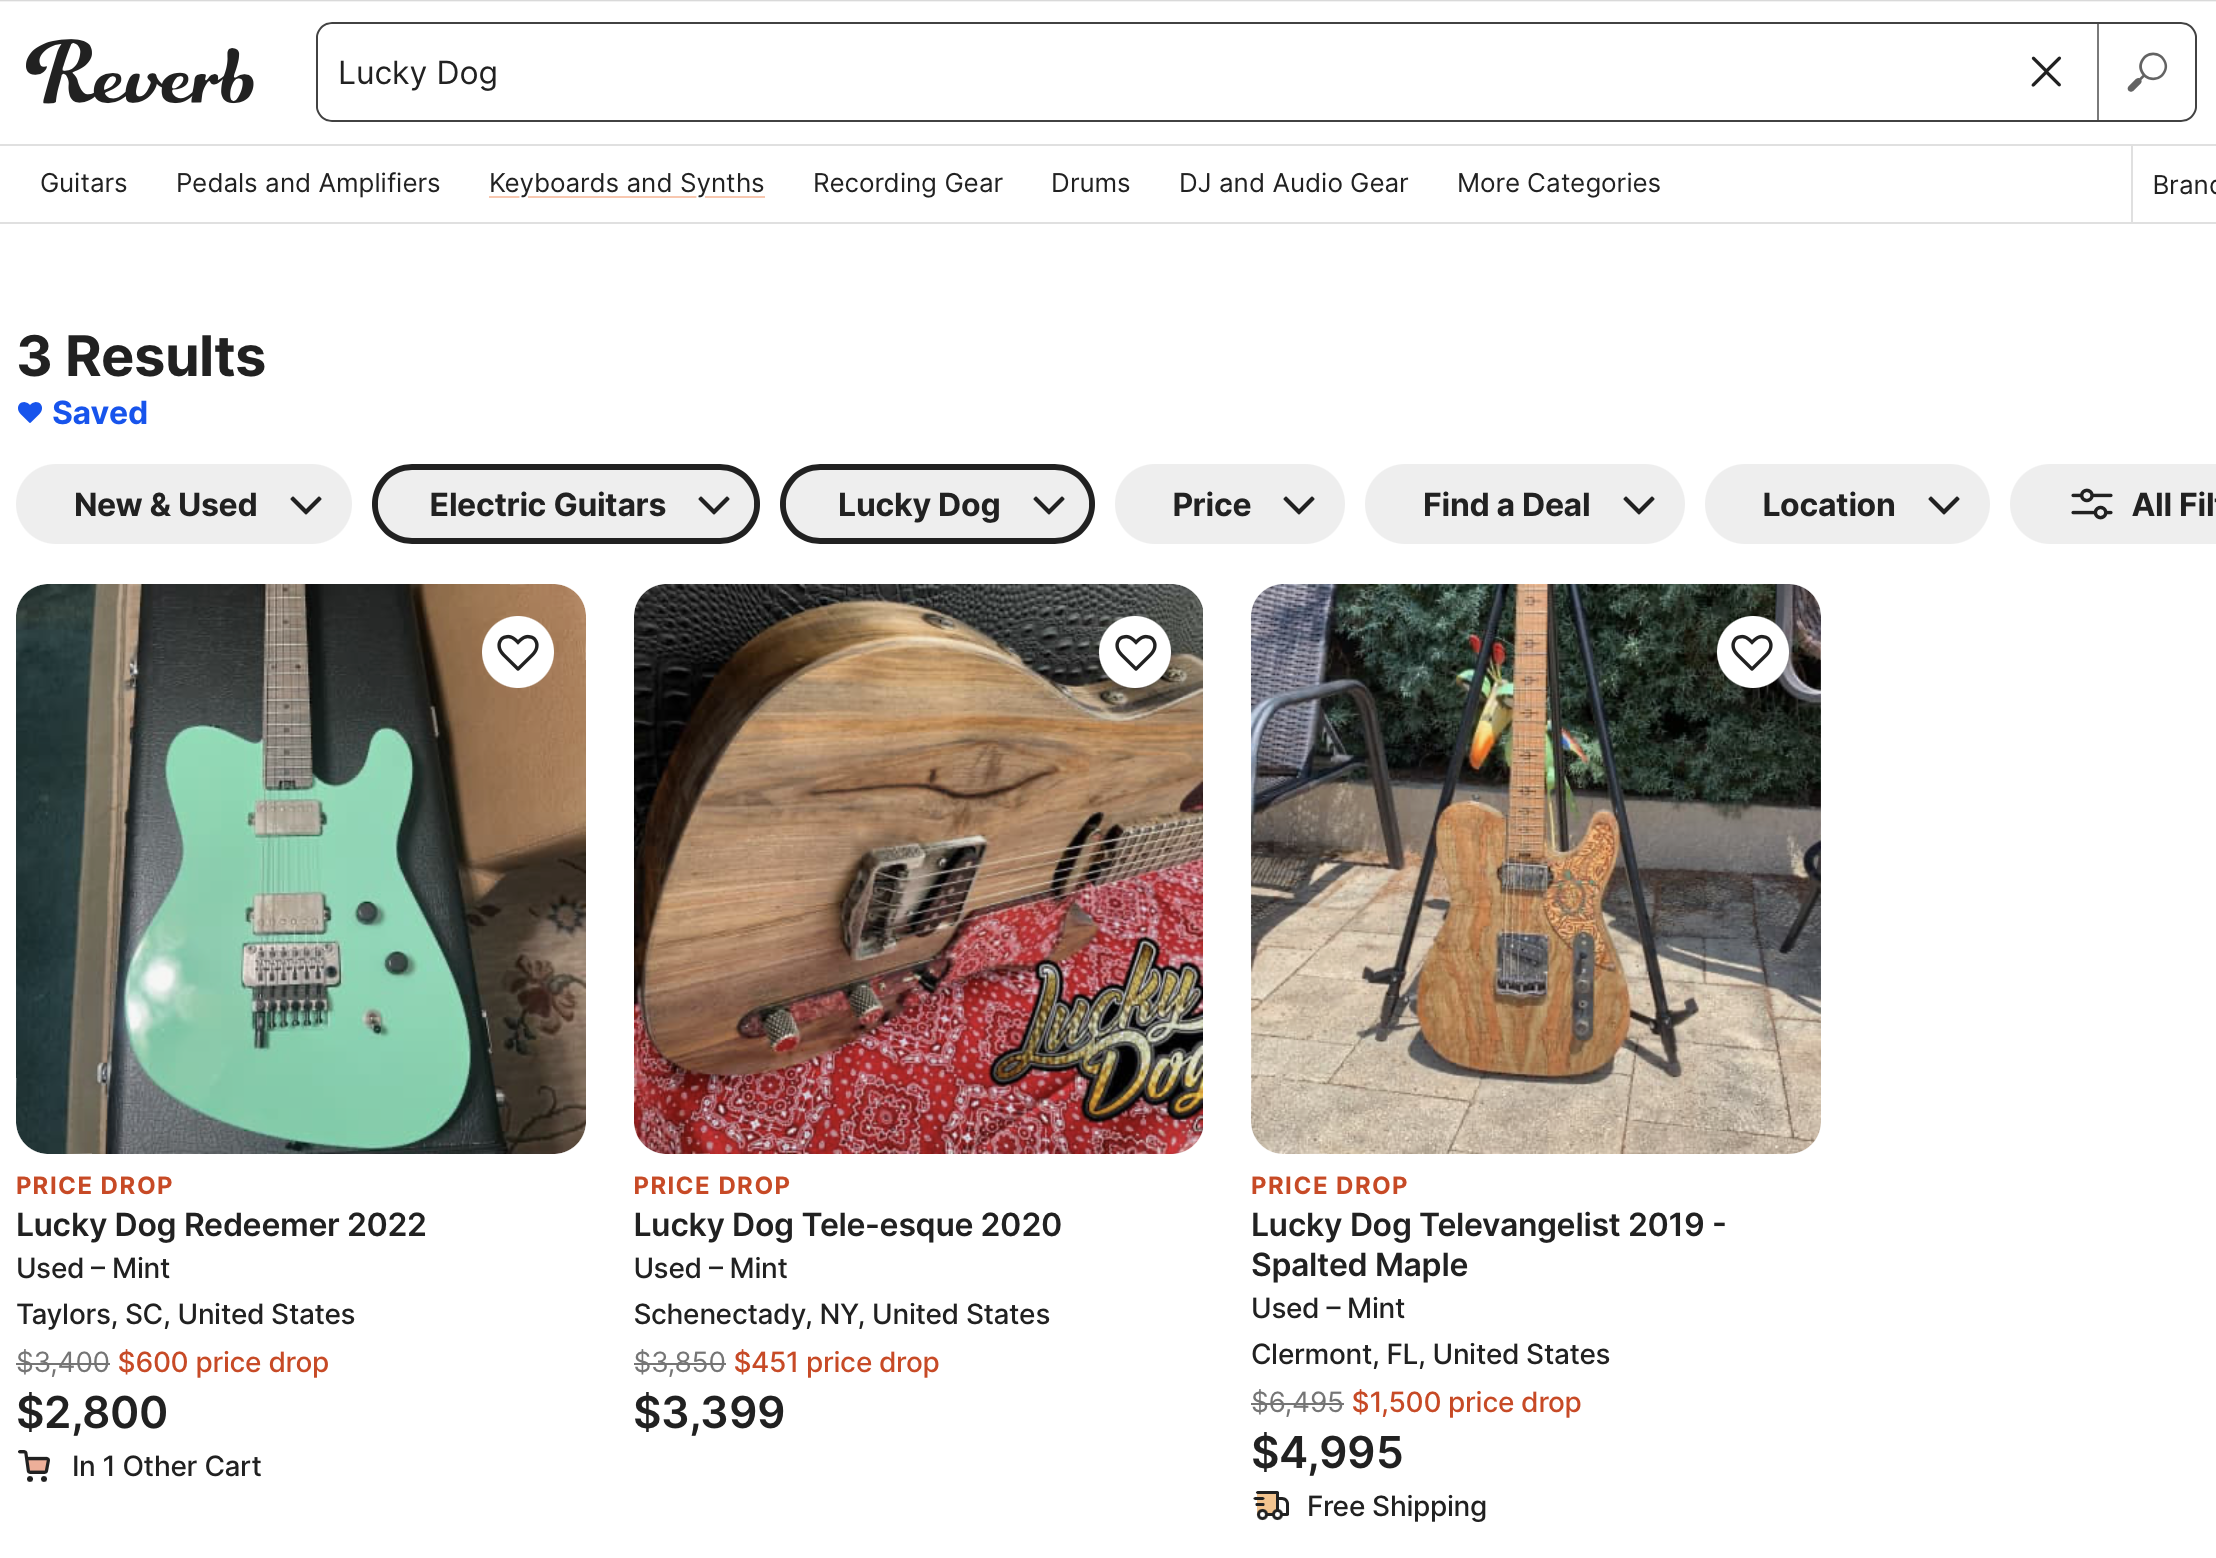 Reverb
Lucky Dog
Guitars Pedals and Amplifiers Keyboards and Synths Recording Gear Drums DJ and Audio Gear More Categories
3 Results
Saved
New & Used Electric Guitars Lucky Dog Price Find a Deal Location
Lucky
Dog
PRICE DROP
Lucky Dog Redeemer 2022
Used – Mint
Taylors, SC, United States
$3,400 $600 price drop
$2,800
In 1 Other Cart
PRICE DROP
Lucky Dog Tele-esque 2020
Used – Mint
Schenectady, NY, United States
$3,850 $451 price drop
$3,399
PRICE DROP
Lucky Dog Televangelist 2019 -
Spalted Maple
Used – Mint
Clermont, FL, United States
$6,495 $1,500 price drop
$4,995
Free Shipping